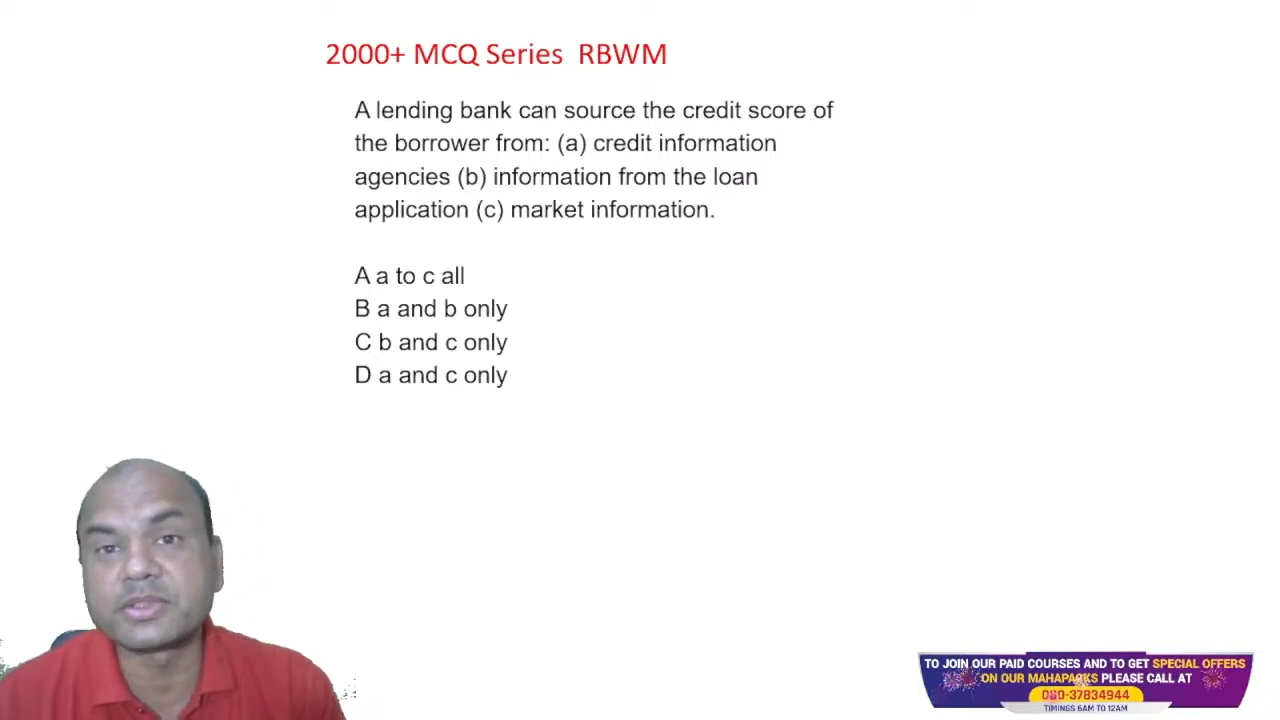 2000+ MCQ Series RBWM
A lending bank can source the credit score of
the borrower from: (a) credit information
agencies (b) information from the loan
application (c) market information.
A a to c all
B a and b only
C b and c only
D a and c only
TO JOIN OUR PAID COURSES AND TO GET SPECIAL OFFERS
ON OUR MAHAPACKS PLEASE CALL AT
080-37834944
TIMINGS 6AM TO 12AM